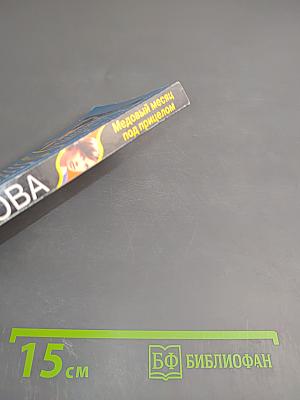 ОВА
Медовый месяц
под прицелом
15 см
БФ БИБЛИОФАН